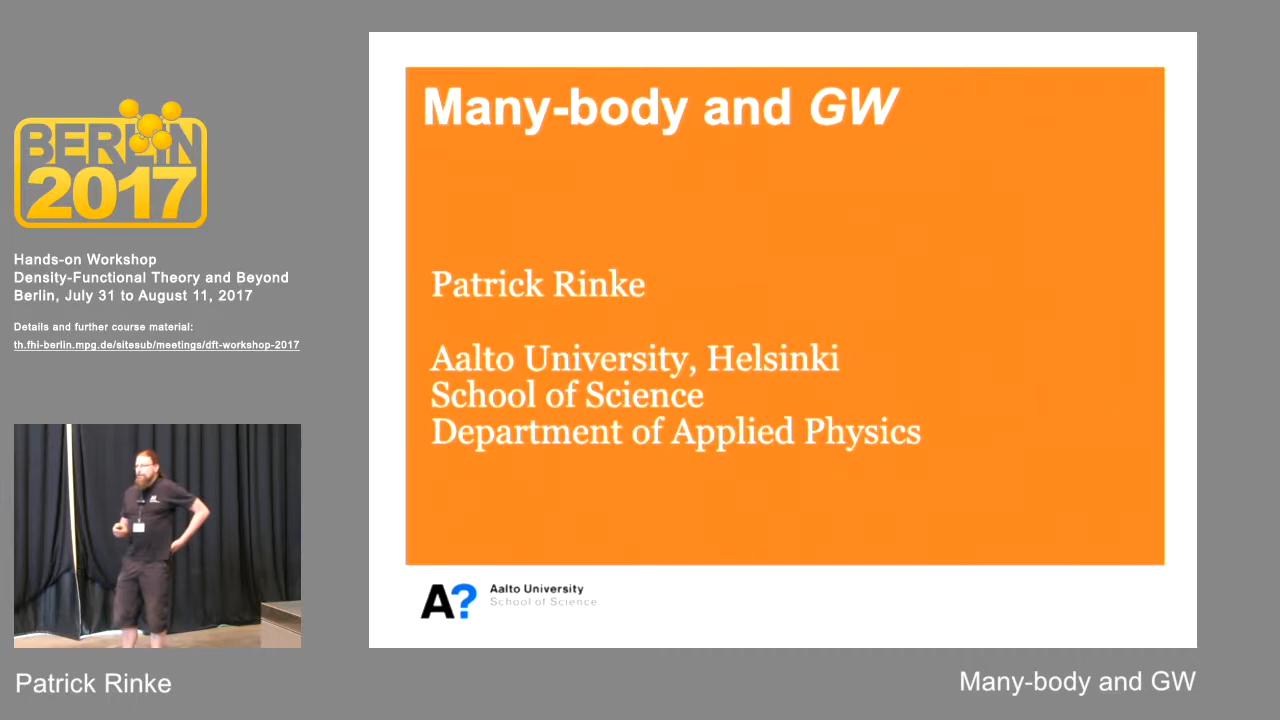 BERLIN
2017
Hands-on Workshop
Density-Functional Theory and Beyond
Berlin, July 31 to August 11, 2017
Details and further course material:
th.fhi-berlin.mpg.de/sitesub/meetings/dft-workshop-2017
Many-body and GW
Patrick Rinke
Aalto University, Helsinki
School of Science
Department of Applied Physics
A?
Aalto University
School of Science
Patrick Rinke
Many-body and GW